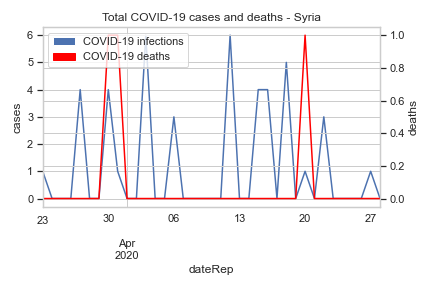 Total COVID-19 cases and deaths - Syria
COVID-19 infections
COVID-19 deaths
6
5
4
3
2
1
0
cases
1.0
0.8
0.6
0.4
0.2
0.0
deaths
23 30 06 13 20 27
Apr
2020
dateRep